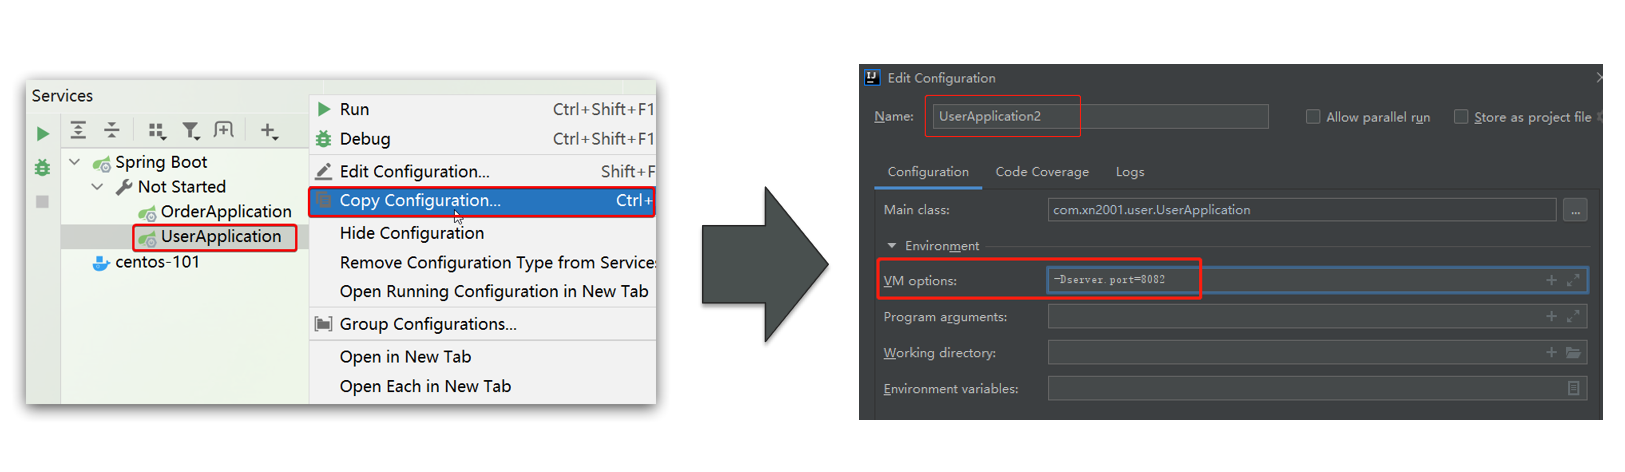 Services
Spring Boot
Not Started
OrderApplication
UserApplication
centos-101
Run Ctrl+Shift+F1
Debug Ctrl+Shift+F1
Edit Configuration... Shift+F
Copy Configuration... Ctrl+
Hide Configuration
Remove Configuration Type from Service
Open Running Configuration in New Tab
Group Configurations...
Open in New Tab
Open Each in New Tab
Edit Configuration
Name: UserApplication2 Allow parallel run Store as project file
Configuration Code Coverage Logs
Main class: com.xn2001.user.UserApplication ...
Environment
VM options: -Dserver.port=8082
Program arguments:
Working directory:
Environment variables: